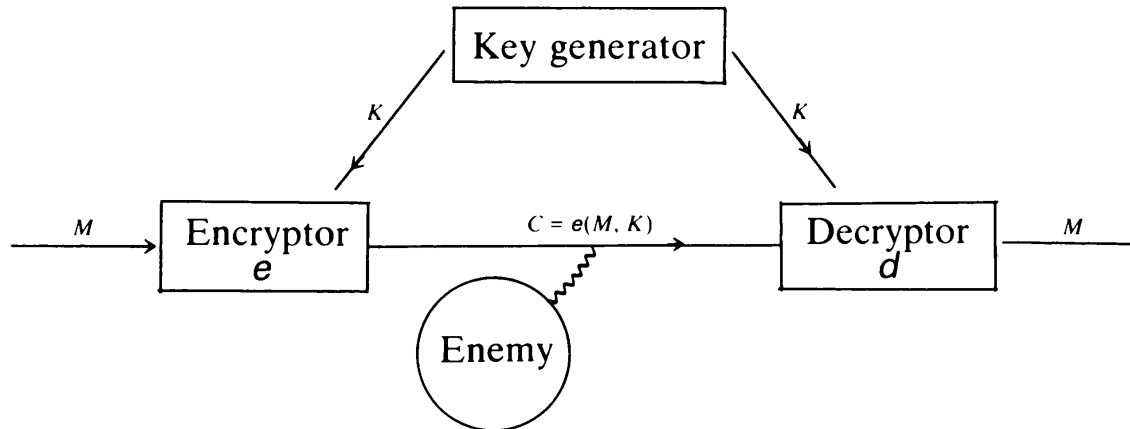 Key generator
K
K
M
Encryptor
e
C = e(M, K)
Decryptor
d
M
Enemy